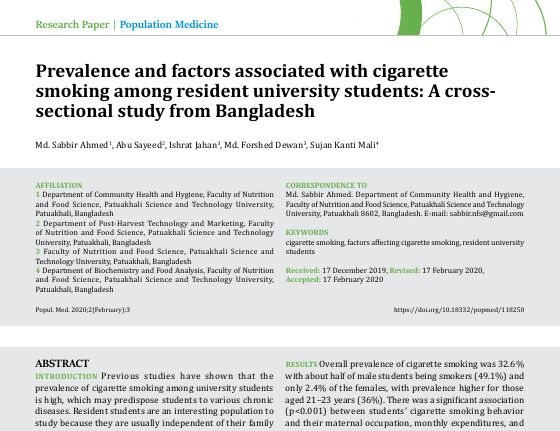 Research Paper | Population Medicine
Prevalence and factors associated with cigarette
smoking among resident university students: A cross-
sectional study from Bangladesh
Md. Sabbir Ahmed¹, Abu Sayeed², Ishrat Jahan³, Md. Forshed Dewan³, Sujan Kanti Mali⁴
AFFILIATION
1 Department of Community Health and Hygiene, Faculty of Nutrition
and Food Science, Patuakhali Science and Technology University,
Patuakhali, Bangladesh
2 Department of Post-Harvest Technology and Marketing, Faculty
of Nutrition and Food Science, Patuakhali Science and Technology
University, Patuakhali, Bangladesh
3 Faculty of Nutrition and Food Science, Patuakhali Science and
Technology University, Patuakhali, Bangladesh
4 Department of Biochemistry and Food Analysis, Faculty of Nutrition
and Food Science, Patuakhali Science and Technology University,
Patuakhali, Bangladesh
CORRESPONDENCE TO
Md. Sabbir Ahmed. Department of Community Health and Hygiene,
Faculty of Nutrition and Food Science, Patuakhali Science and Technology
University, Patuakhali 8602, Bangladesh. E-mail: sabbir.nfs@gmail.com
KEYWORDS
cigarette smoking, factors affecting cigarette smoking, resident university
students
Received: 17 December 2019, Revised: 17 February 2020,
Accepted: 17 February 2020
Popul. Med. 2020;2(February):3
https://doi.org/10.18332/popmed/118250
ABSTRACT
INTRODUCTION Previous studies have shown that the
prevalence of cigarette smoking among university students
is high, which may predispose students to various chronic
diseases. Resident students are an interesting population to
study because they are usually independent of their family
RESULTS Overall prevalence of cigarette smoking was 32.6%
with about half of male students being smokers (49.1%) and
only 2.4% of the females, with prevalence higher for those
aged 21–23 years (36%). There was a significant association
(p<0.001) between students' cigarette smoking behavior
and their maternal occupation, monthly expenditures, and